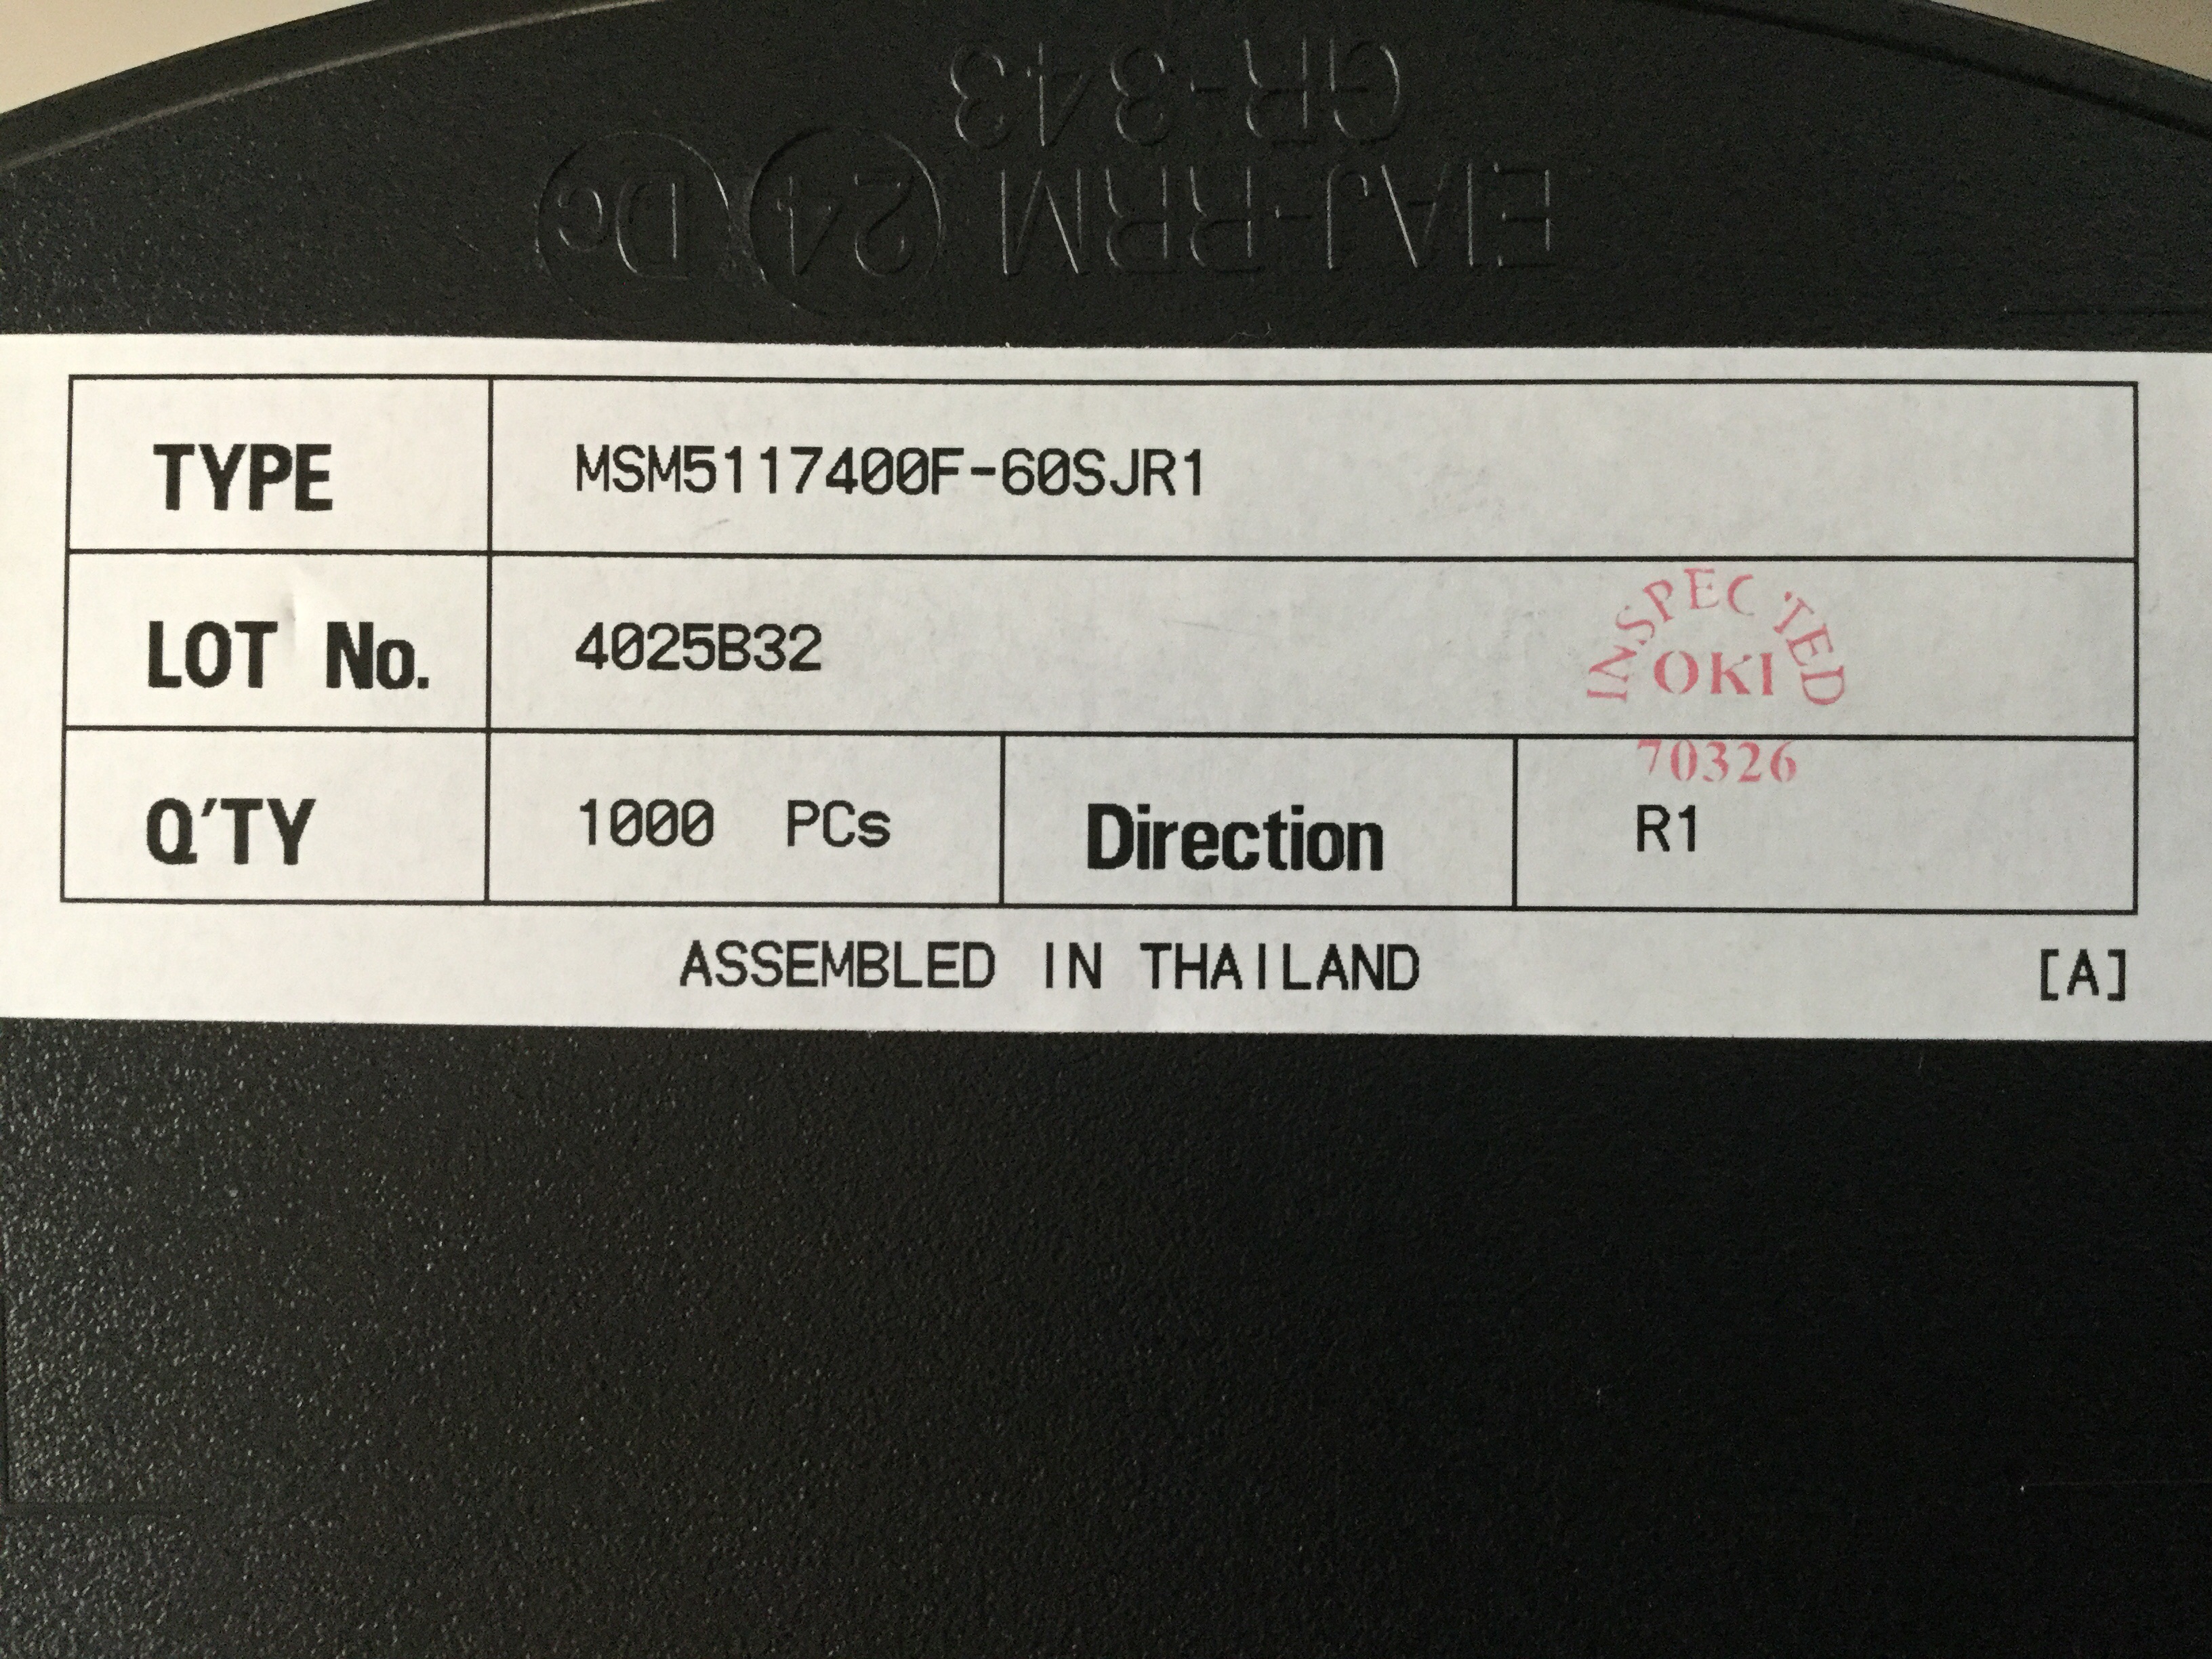 GR-343
EIAJ-RRM 24 Dc
TYPE MSM5117400F-60SJR1
LOT No. 4025B32
INSPECTED
OKI
70326
Q'TY 1000 PCs Direction R1
ASSEMBLED IN THAILAND [A]